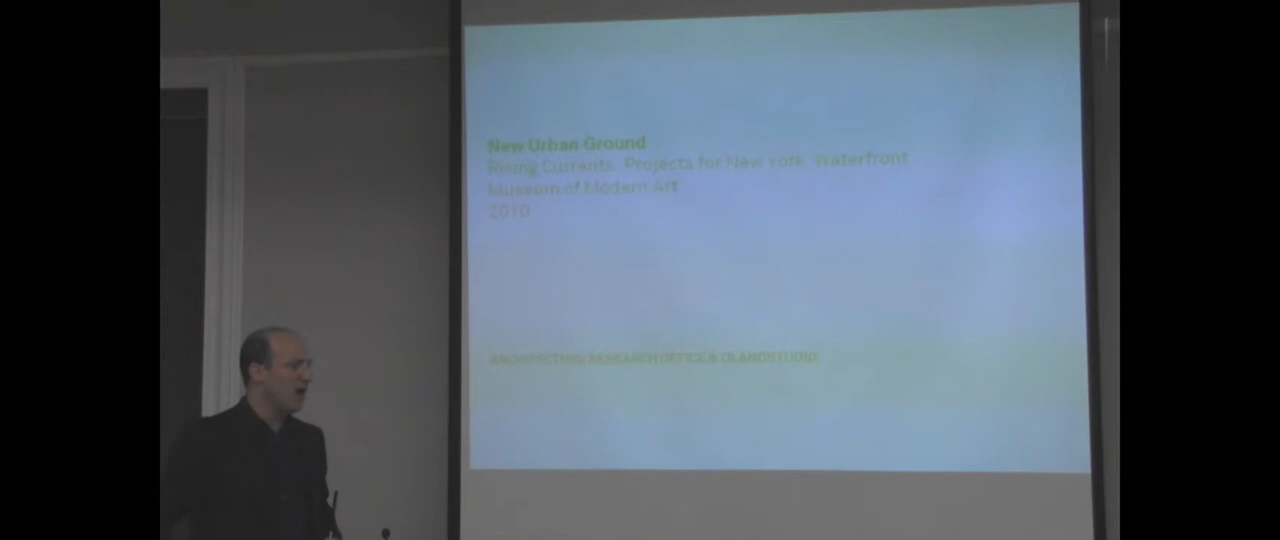 New Urban Ground
Rising Currents: Projects for New York Waterfront
Museum of Modern Art
2010
ARCHITECTURE RESEARCH OFFICE & DLANDSTUDIO